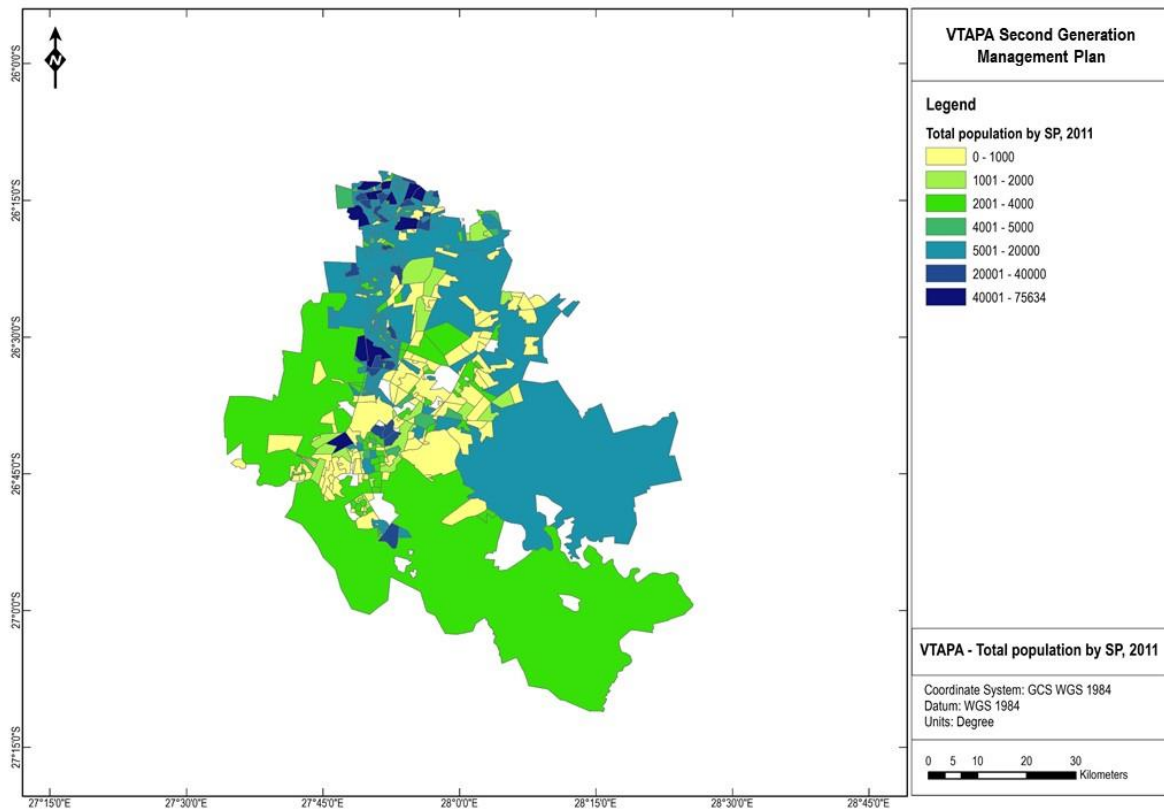 VTAPA Second Generation
Management Plan
Legend
Total population by SP, 2011
0 - 1000
1001 - 2000
2001 - 4000
4001 - 5000
5001 - 20000
20001 - 40000
40001 - 75634
VTAPA - Total population by SP, 2011
Coordinate System: GCS WGS 1984
Datum: WGS 1984
Units: Degree
0 5 10 20 30
Kilometers
N
26°0'0"S
26°15'0"S
26°30'0"S
26°45'0"S
27°0'0"S
27°15'0"S
27°15'0"E 27°30'0"E 27°45'0"E 28°0'0"E 28°15'0"E 28°30'0"E 28°45'0"E